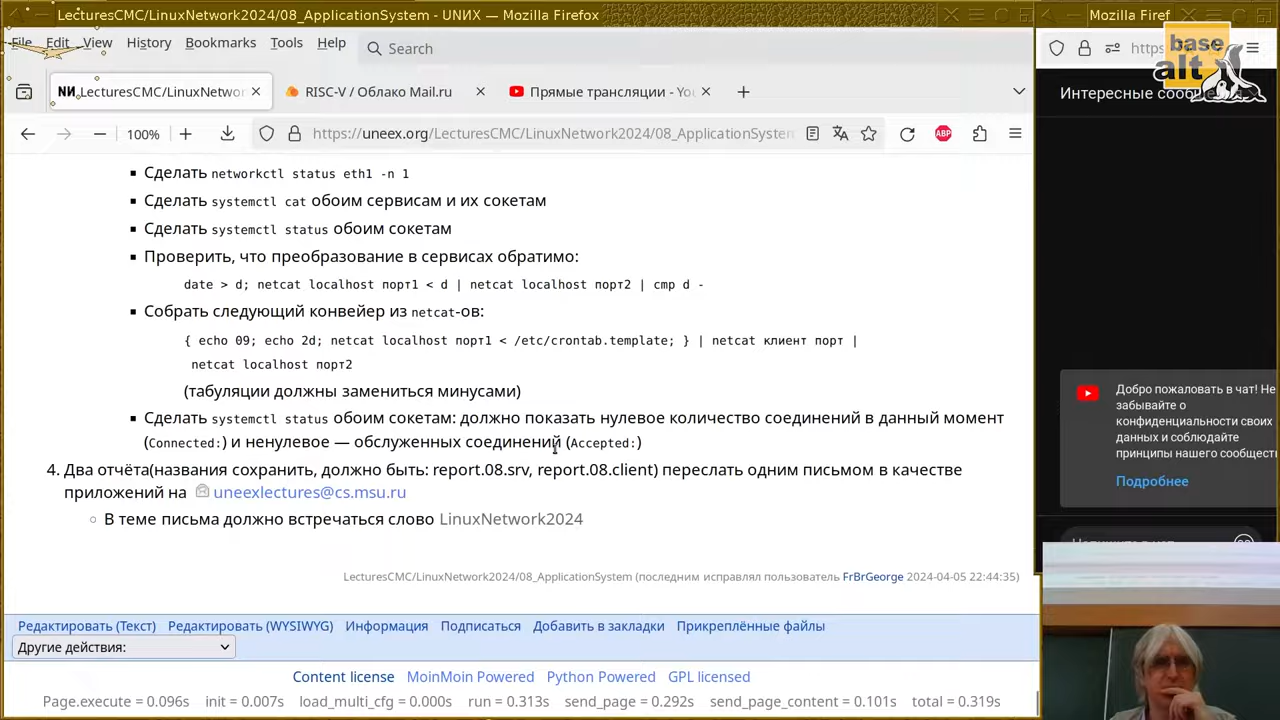 LecturesCMC/LinuxNetwork2024/08_ApplicationSystem - UNИX — Mozilla Firefox
Mozilla Firef
File Edit View History Bookmarks Tools Help
Search
https
base
alt
NИ LecturesCMC/LinuxNetwor
RISC-V / Облако Mail.ru
Прямые трансляции - You
Интересные сооб
100%
https://uneex.org/LecturesCMC/LinuxNetwork2024/08_ApplicationSystem
ABP
Сделать networkctl status eth1 -n 1
Сделать systemctl cat обоим сервисам и их сокетам
Сделать systemctl status обоим сокетам
Проверить, что преобразование в сервисах обратимо:
date > d; netcat localhost порт1 < d | netcat localhost порт2 | cmp d -
Собрать следующий конвейер из netcat-ов:
{ echo 09; echo 2d; netcat localhost порт1 < /etc/crontab.template; } | netcat клиент порт |
netcat localhost порт2
(табуляции должны замениться минусами)
Сделать systemctl status обоим сокетам: должно показать нулевое количество соединений в данный момент
(Connected:) и ненулевое — обслуженных соединений (Accepted:)
4. Два отчёта(названия сохранить, должно быть: report.08.srv, report.08.client) переслать одним письмом в качестве
приложений на uneexlectures@cs.msu.ru
В теме письма должно встречаться слово LinuxNetwork2024
LecturesCMC/LinuxNetwork2024/08_ApplicationSystem (последним исправлял пользователь FrBrGeorge 2024-04-05 22:44:35)
Редактировать (Текст) Редактировать (WYSIWYG) Информация Подписаться Добавить в закладки Прикреплённые файлы
Другие действия:
Content license MoinMoin Powered Python Powered GPL licensed
Page.execute = 0.096s init = 0.007s load_multi_cfg = 0.000s run = 0.313s send_page = 0.292s send_page_content = 0.101s total = 0.319s
Добро пожаловать в чат! Не
забывайте о
конфиденциальности своих
данных и соблюдайте
принципы нашего сообщест
Подробнее